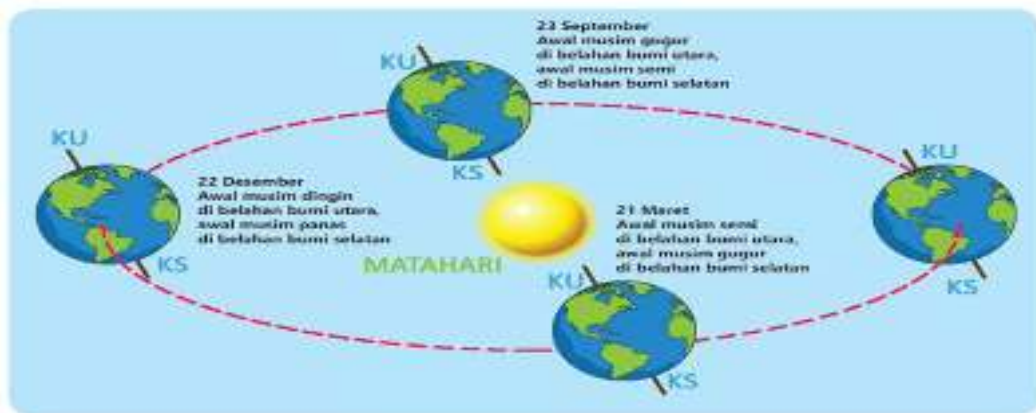 23 September
Awal musim gugur
di belahan bumi utara,
awal musim semi
di belahan bumi selatan
KU
KS
KU
KS
22 Desember
Awal musim dingin
di belahan bumi utara,
awal musim panas
di belahan bumi selatan
MATAHARI
21 Maret
Awal musim semi
di belahan bumi utara,
awal musim gugur
di belahan bumi selatan
KU
KS
KU
KS